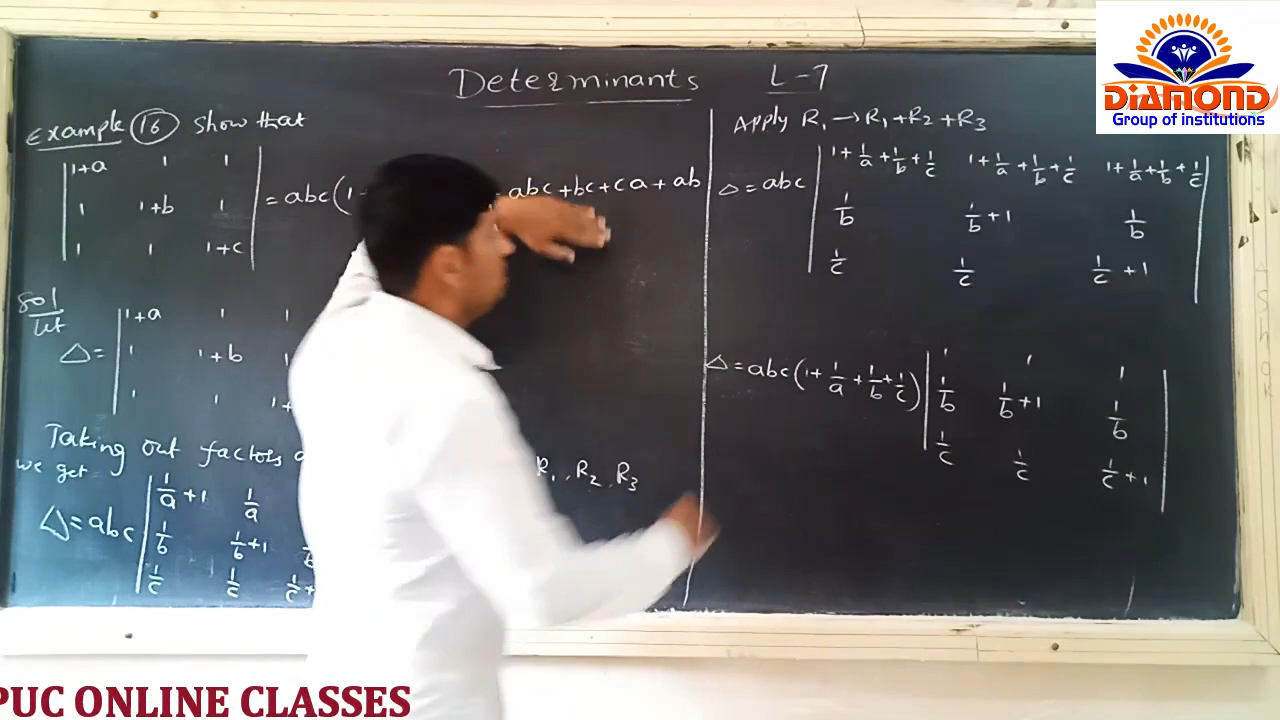 Determinants L-7
DiAMOND
Group of institutions
Example 16 Show that
| 1+a 1 1 |
| 1 1+b 1 | = abc(1+ abc+bc+ca+ab
| 1 1 1+c |
Sol
let
Δ = | 1+a 1 1
| 1 1+b 1
| 1 1 1+
Taking out factors R1, R2, R3
we get
Δ = abc | 1/a+1 1/a
| 1/b 1/b+1 1/b
| 1/c 1/c 1/c+
Apply R1 → R1+R2+R3
Δ = abc | 1+1/a+1/b+1/c 1+1/a+1/b+1/c 1+1/a+1/b+1/c |
| 1/b 1/b+1 1/b |
| 1/c 1/c 1/c+1 |
Δ = abc(1+1/a+1/b+1/c) | 1 1 1 |
| 1/b 1/b+1 1/b |
| 1/c 1/c 1/c+1 |
PUC ONLINE CLASSES